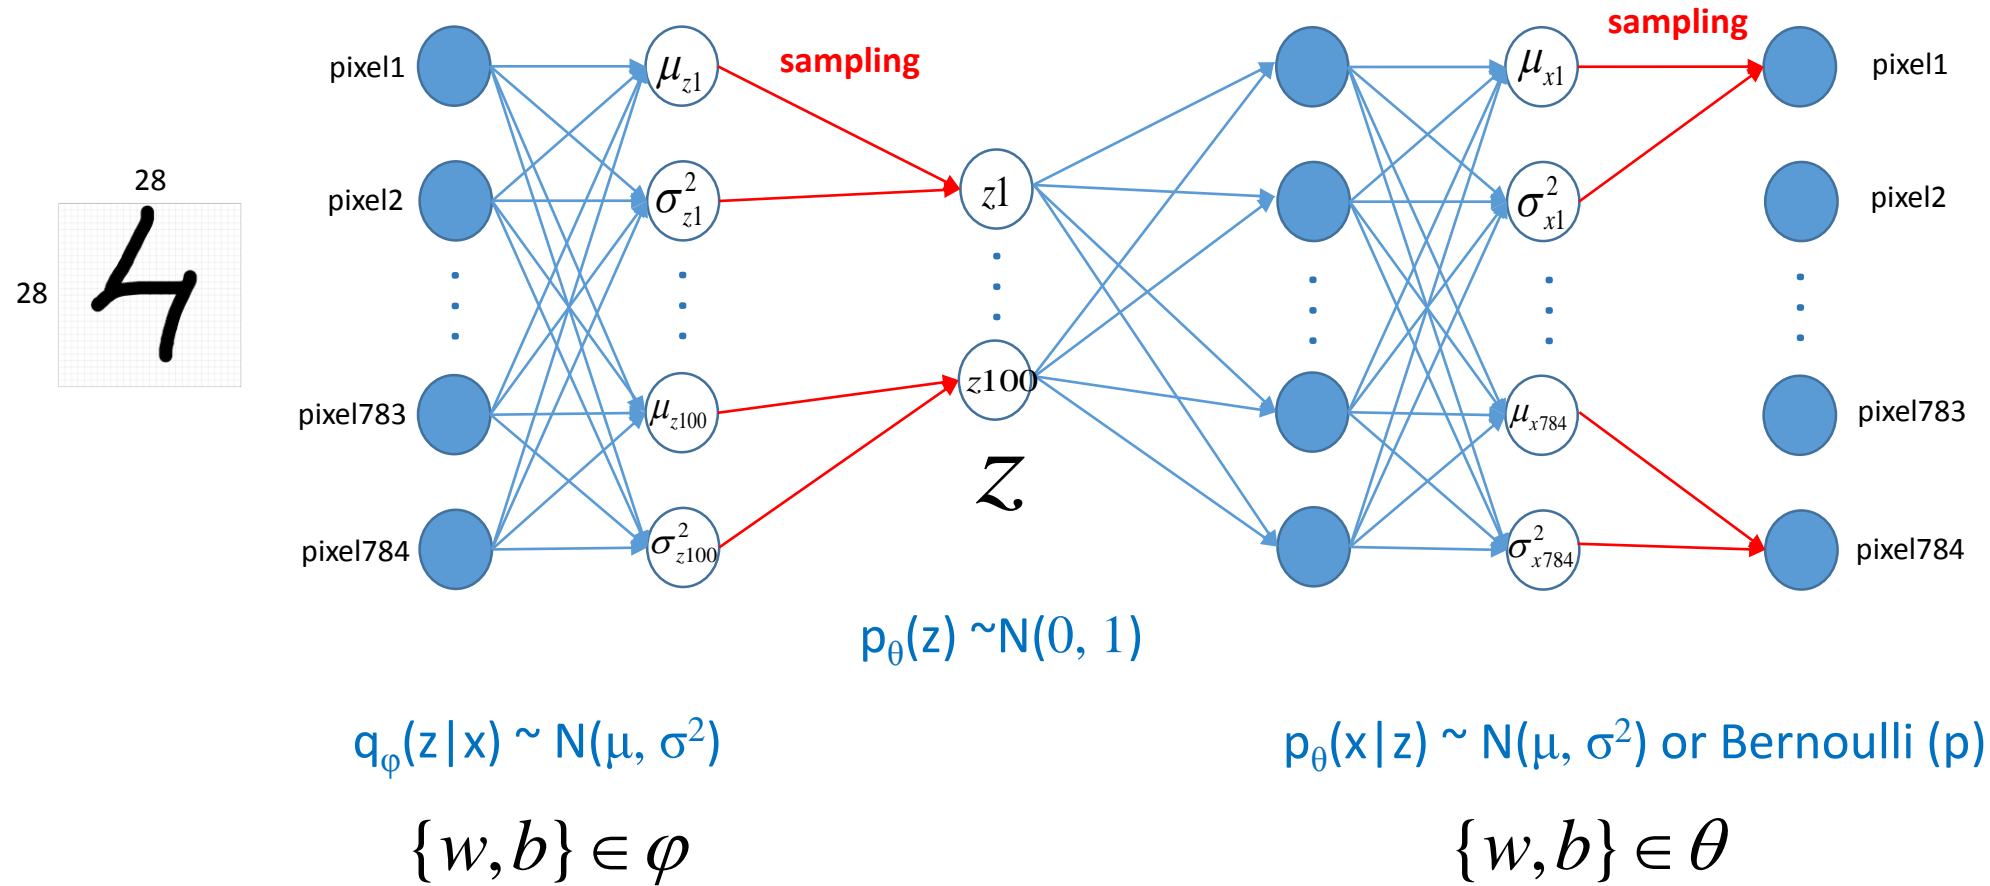 sampling
sampling
pixel1
μz1
μx1
pixel1
28
pixel2
σ²z1
z1
σ²x1
pixel2
28
pixel783
μz100
z100
μx784
pixel783
z
pixel784
σ²z100
σ²x784
pixel784
pθ(z) ~N(0, 1)
qφ(z|x) ~ N(μ, σ²)
pθ(x|z) ~ N(μ, σ²) or Bernoulli (p)
{w,b}∈φ
{w,b}∈θ